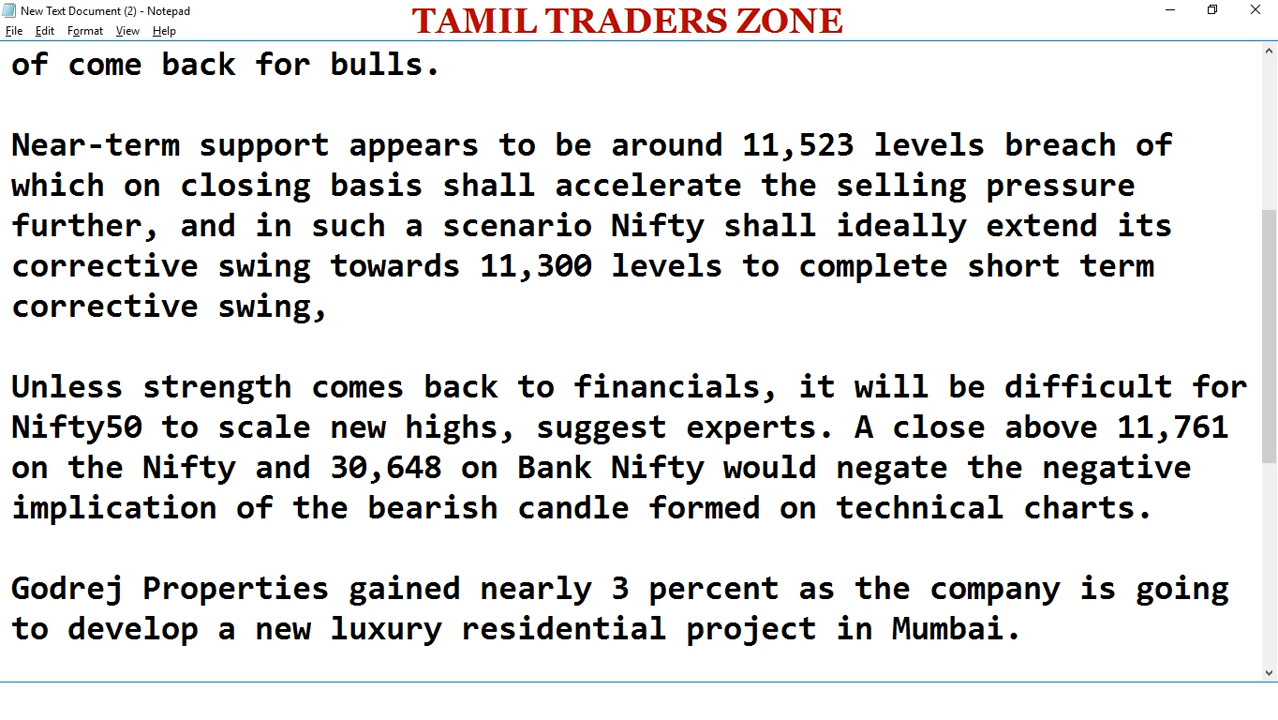 New Text Document (2) - Notepad
TAMIL TRADERS ZONE
File Edit Format View Help
of come back for bulls.
Near-term support appears to be around 11,523 levels breach of
which on closing basis shall accelerate the selling pressure
further, and in such a scenario Nifty shall ideally extend its
corrective swing towards 11,300 levels to complete short term
corrective swing,
Unless strength comes back to financials, it will be difficult for
Nifty50 to scale new highs, suggest experts. A close above 11,761
on the Nifty and 30,648 on Bank Nifty would negate the negative
implication of the bearish candle formed on technical charts.
Godrej Properties gained nearly 3 percent as the company is going
to develop a new luxury residential project in Mumbai.